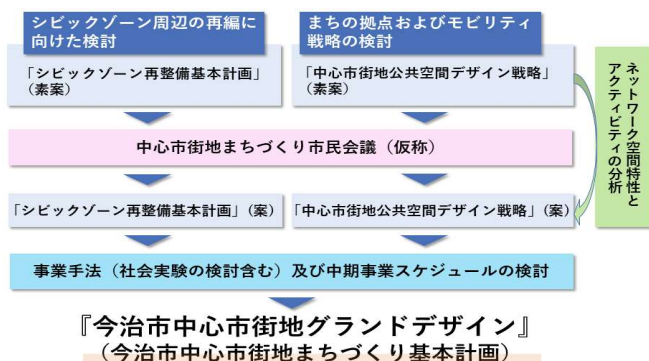 シビックゾーン周辺の再編に
向けた検討
まちの拠点およびモビリティ
戦略の検討
「シビックゾーン再整備基本計画」
（素案）
「中心市街地公共空間デザイン戦略」
（素案）
ネットワーク空間特性と
アクティビティの分析
中心市街地まちづくり市民会議（仮称）
「シビックゾーン再整備基本計画」（案）
「中心市街地公共空間デザイン戦略」（案）
事業手法（社会実験の検討含む）及び中期事業スケジュールの検討
『今治市中心市街地グランドデザイン』
（今治市中心市街地まちづくり基本計画）